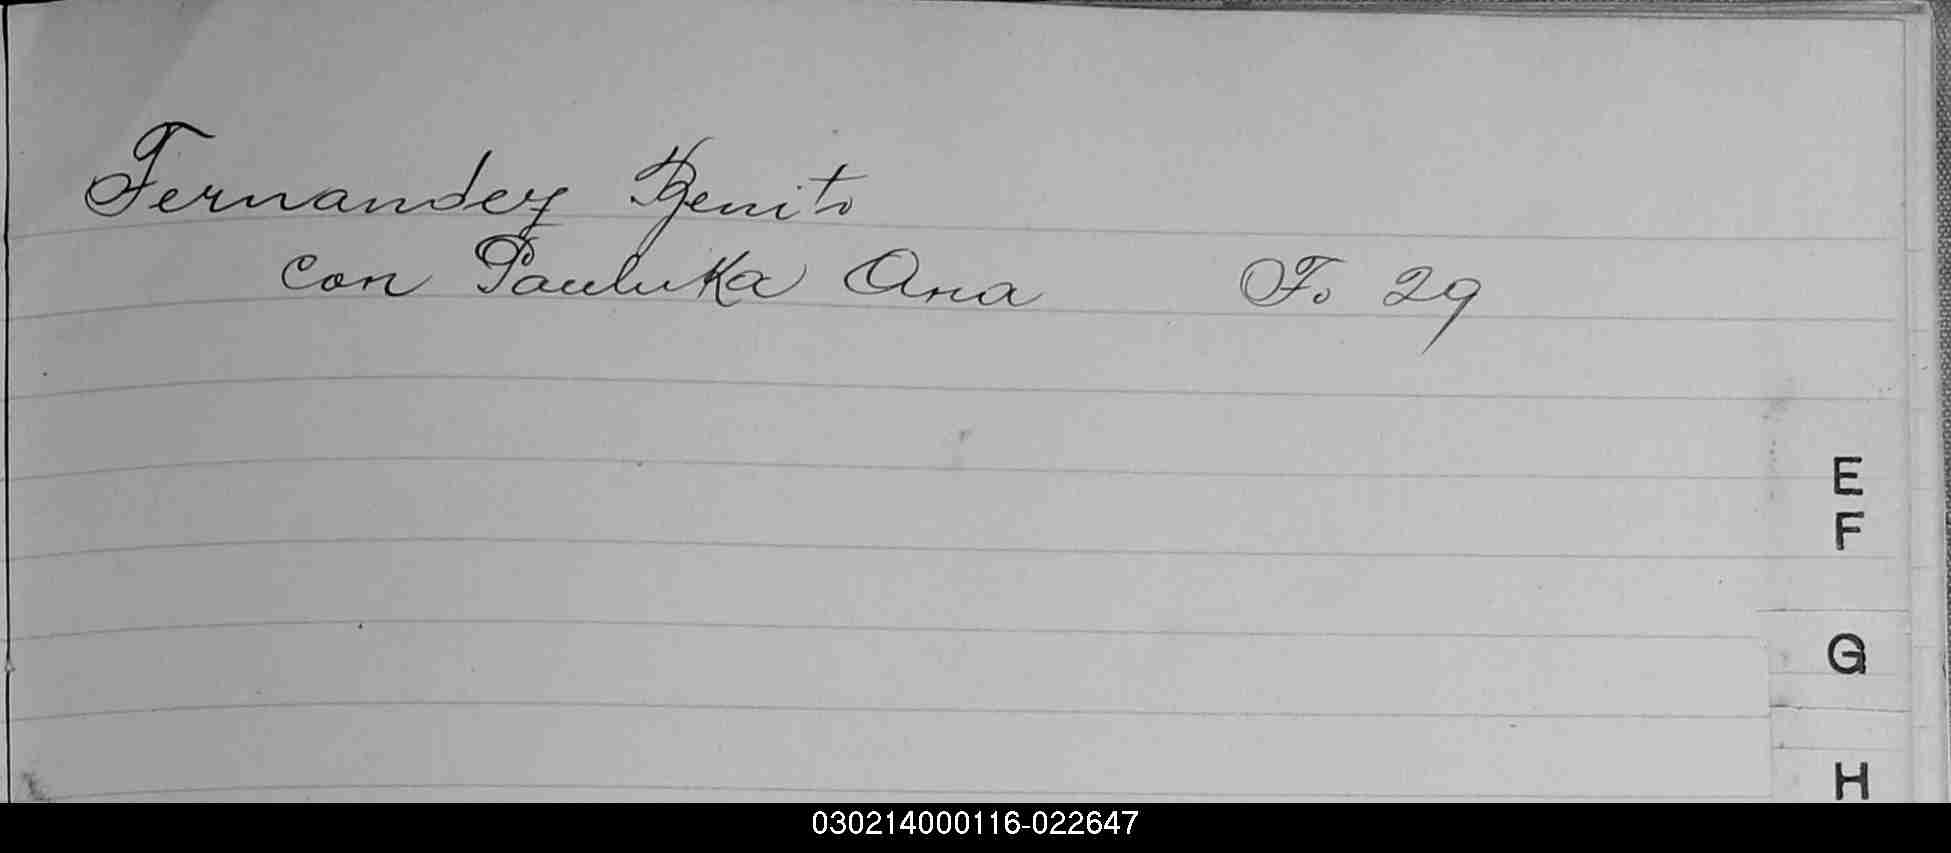 Fernandez Benito
con Pauluka Ana Fo 29
E
F
G
H
030214000116-022647